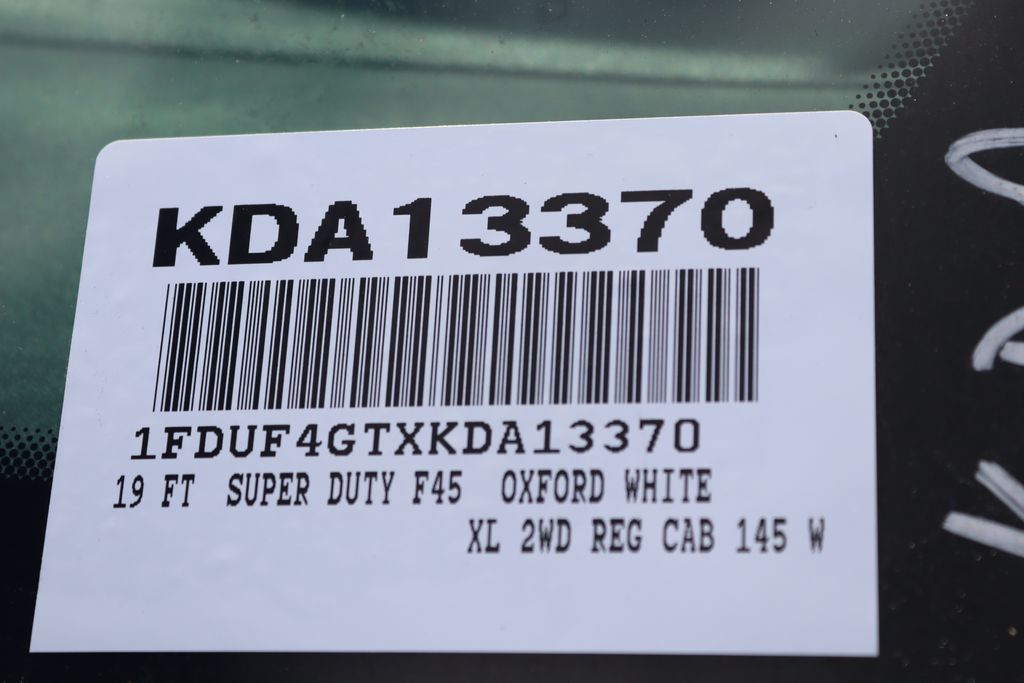 KDA13370
1FDUF4GTXKDA13370
19 FT SUPER DUTY F45 OXFORD WHITE
XL 2WD REG CAB 145 W